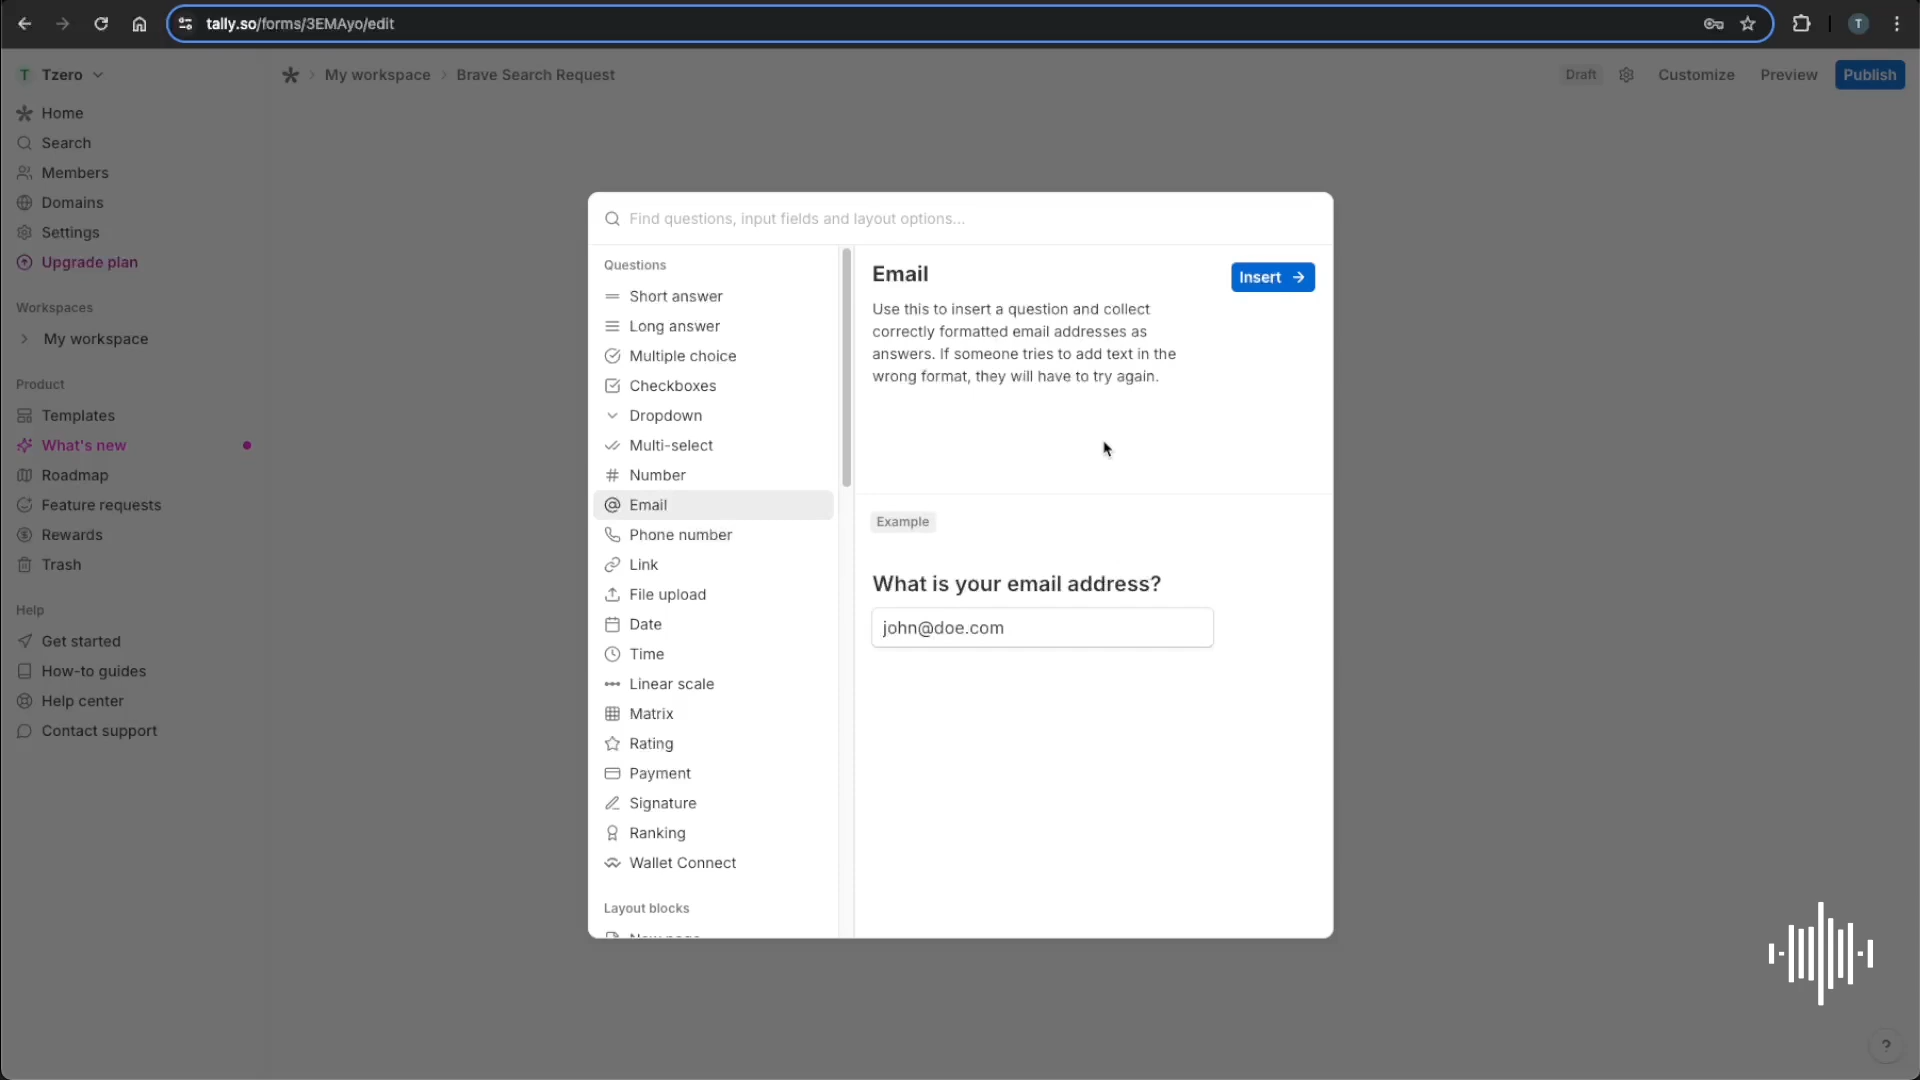 tally.so/forms/3EMAyo/edit
T
T Tzero
My workspace
Brave Search Request
Draft
Customize
Preview
Publish
Home
Search
Members
Domains
Settings
Upgrade plan
Workspaces
My workspace
Product
Templates
What's new
Roadmap
Feature requests
Rewards
Trash
Help
Get started
How-to guides
Help center
Contact support
Find questions, input fields and layout options...
Questions
Short answer
Long answer
Multiple choice
Checkboxes
Dropdown
Multi-select
Number
Email
Phone number
Link
File upload
Date
Time
Linear scale
Matrix
Rating
Payment
Signature
Ranking
Wallet Connect
Layout blocks
Email
Insert
Use this to insert a question and collect
correctly formatted email addresses as
answers. If someone tries to add text in the
wrong format, they will have to try again.
Example
What is your email address?
john@doe.com
?